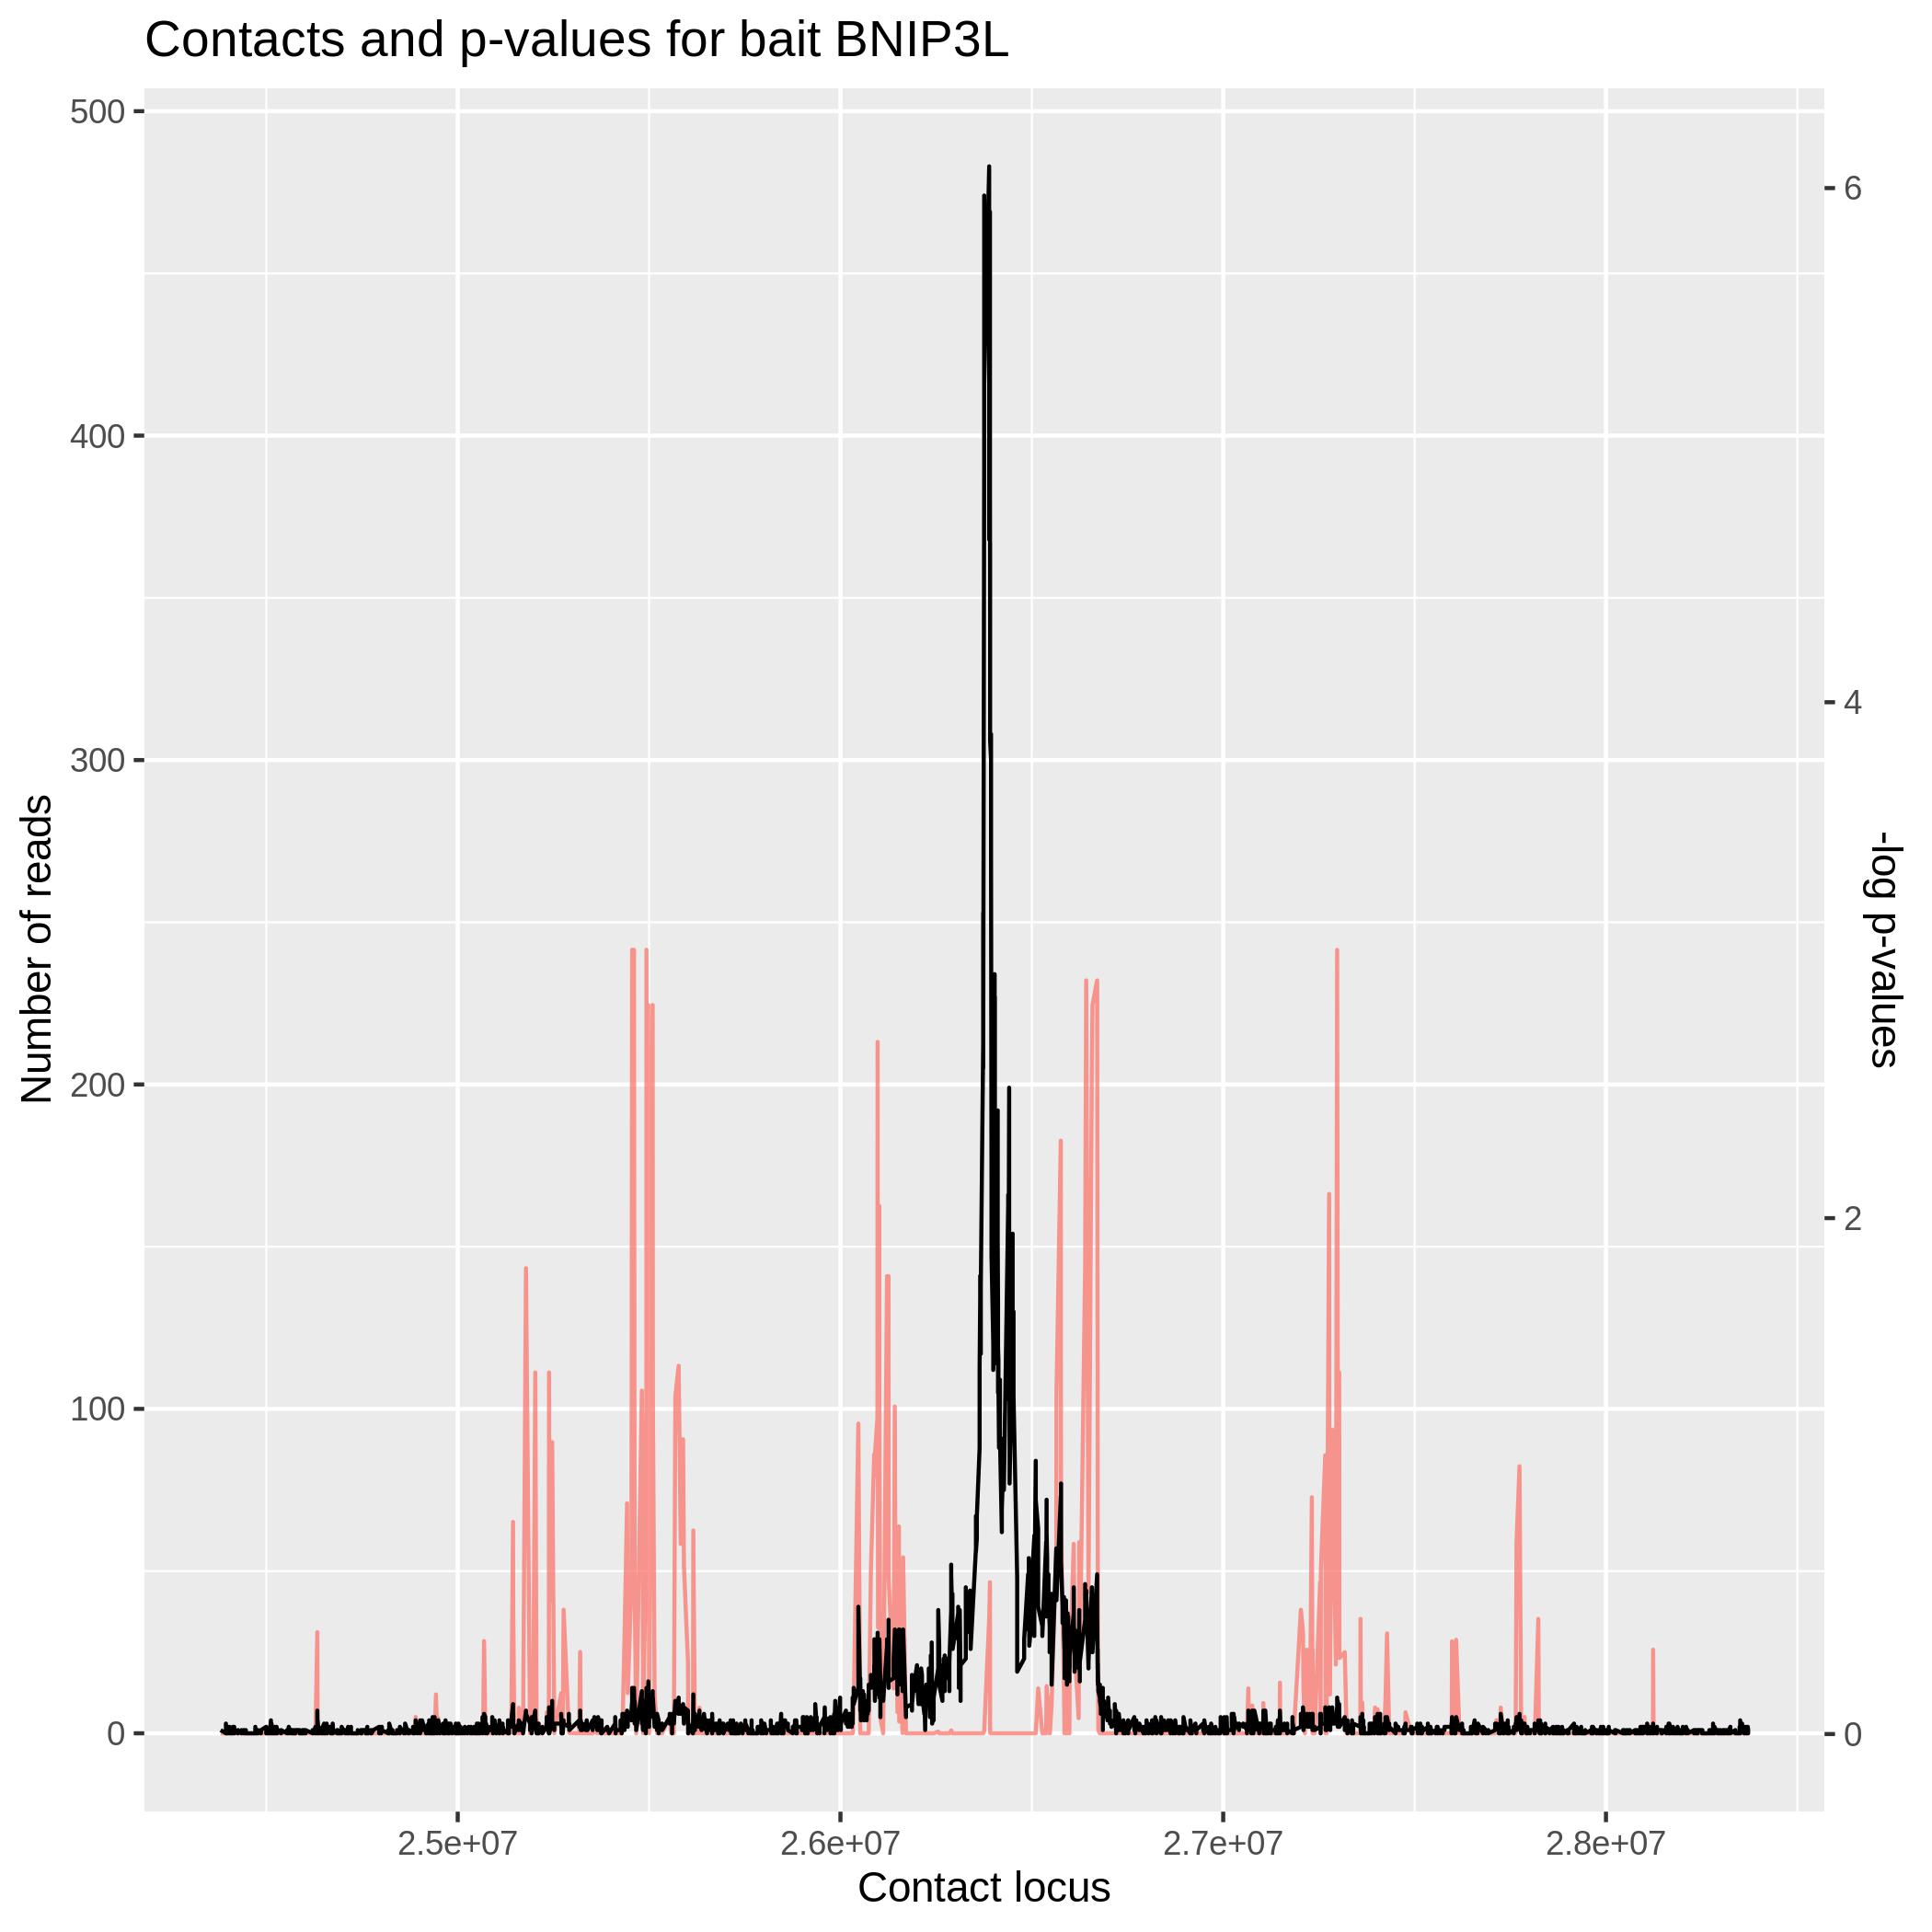 Contacts and p-values for bait BNIP3L
500
400
300
200
100
0
Number of reads
6
4
2
0
-log p-values
2.5e+07
2.6e+07
2.7e+07
2.8e+07
Contact locus